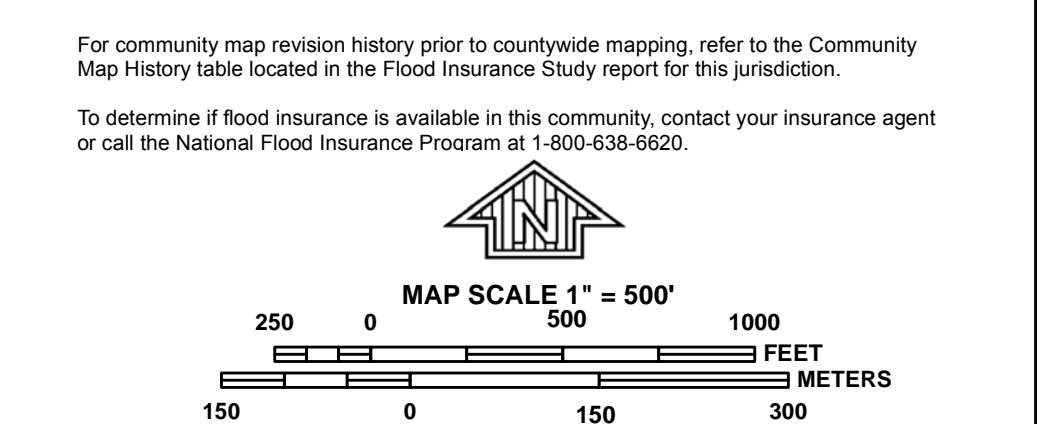 For community map revision history prior to countywide mapping, refer to the Community
Map History table located in the Flood Insurance Study report for this jurisdiction.
To determine if flood insurance is available in this community, contact your insurance agent
or call the National Flood Insurance Program at 1-800-638-6620.
N
MAP SCALE 1" = 500'
250 0 500 1000
FEET
METERS
150 0 150 300